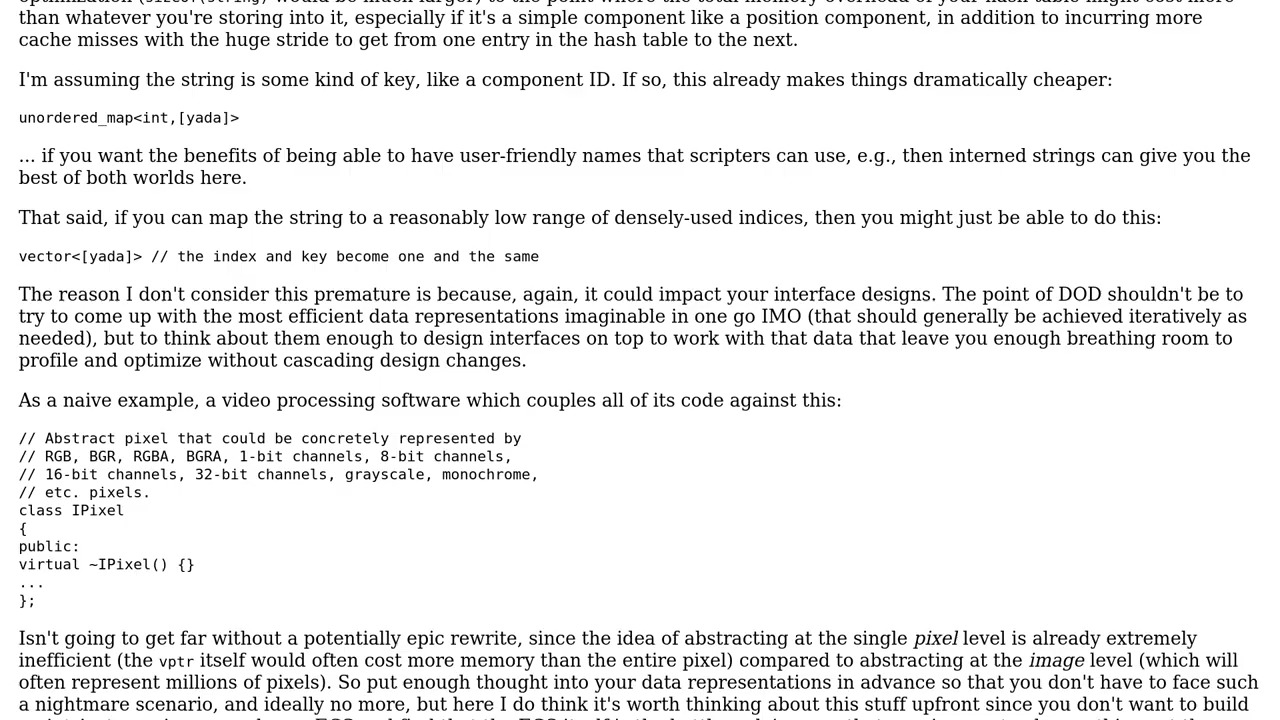 than whatever you're storing into it, especially if it's a simple component like a position component, in addition to incurring more
cache misses with the huge stride to get from one entry in the hash table to the next.
I'm assuming the string is some kind of key, like a component ID. If so, this already makes things dramatically cheaper:
unordered_map<int,[yada]>
... if you want the benefits of being able to have user-friendly names that scripters can use, e.g., then interned strings can give you the
best of both worlds here.
That said, if you can map the string to a reasonably low range of densely-used indices, then you might just be able to do this:
vector<[yada]> // the index and key become one and the same
The reason I don't consider this premature is because, again, it could impact your interface designs. The point of DOD shouldn't be to
try to come up with the most efficient data representations imaginable in one go IMO (that should generally be achieved iteratively as
needed), but to think about them enough to design interfaces on top to work with that data that leave you enough breathing room to
profile and optimize without cascading design changes.
As a naive example, a video processing software which couples all of its code against this:
// Abstract pixel that could be concretely represented by
// RGB, BGR, RGBA, BGRA, 1-bit channels, 8-bit channels,
// 16-bit channels, 32-bit channels, grayscale, monochrome,
// etc. pixels.
class IPixel
{
public:
virtual ~IPixel() {}
...
};
Isn't going to get far without a potentially epic rewrite, since the idea of abstracting at the single pixel level is already extremely
inefficient (the vptr itself would often cost more memory than the entire pixel) compared to abstracting at the image level (which will
often represent millions of pixels). So put enough thought into your data representations in advance so that you don't have to face such
a nightmare scenario, and ideally no more, but here I do think it's worth thinking about this stuff upfront since you don't want to build